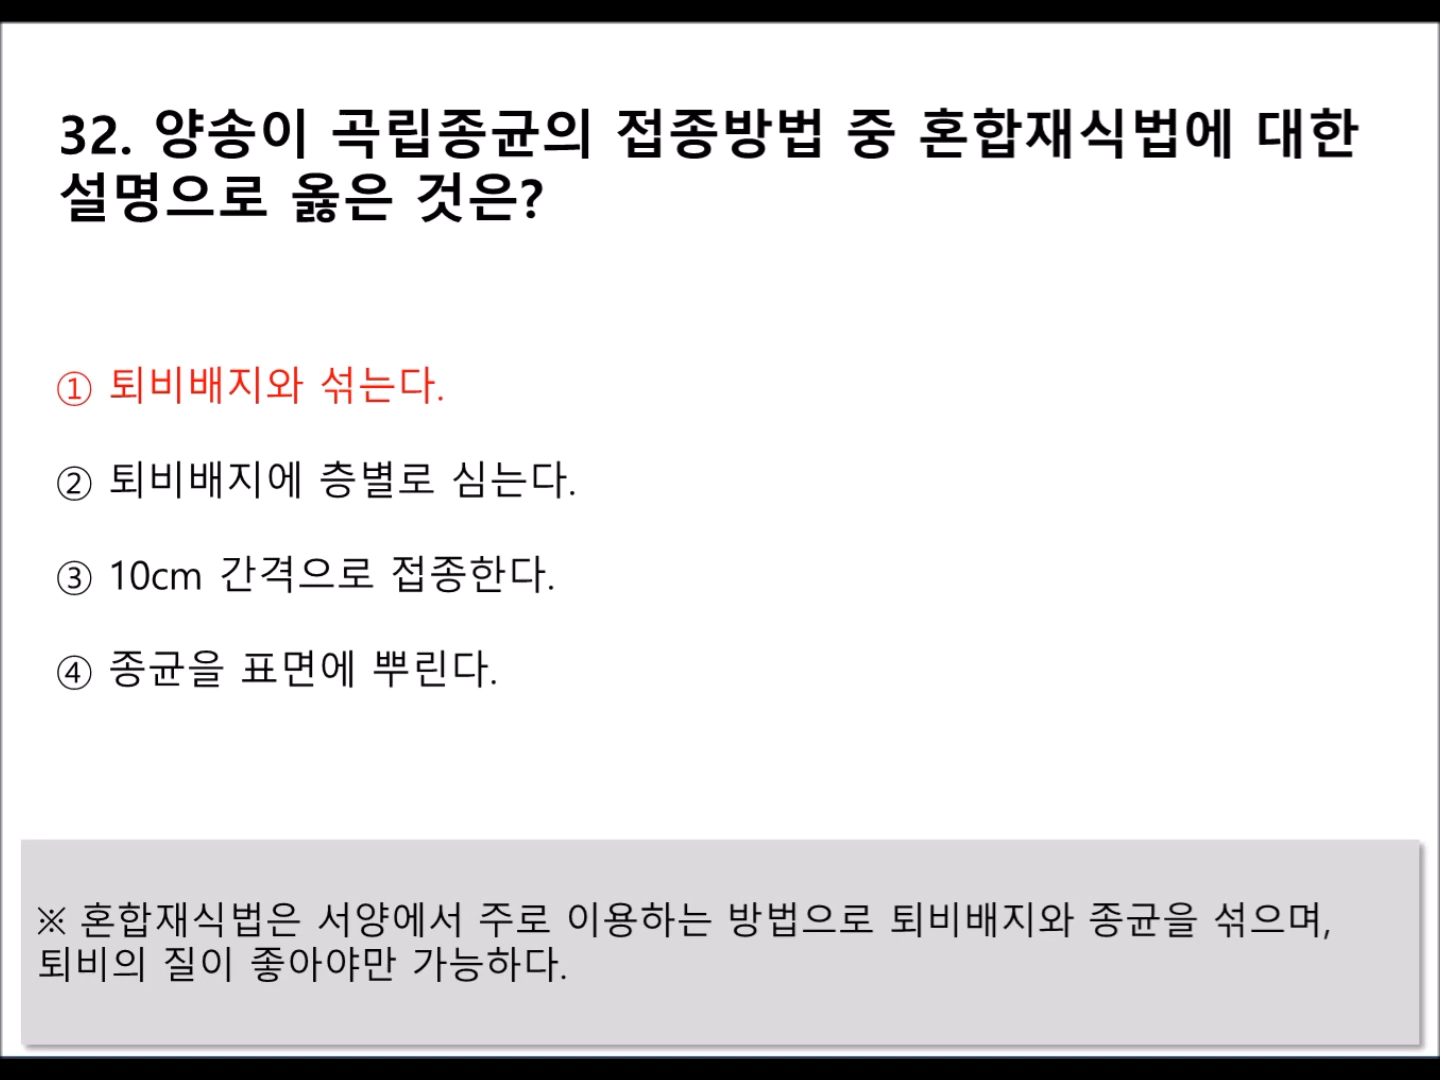 32. 양송이 곡립종균의 접종방법 중 혼합재식법에 대한
설명으로 옳은 것은?
① 퇴비배지와 섞는다.
② 퇴비배지에 층별로 심는다.
③ 10cm 간격으로 접종한다.
④ 종균을 표면에 뿌린다.
※ 혼합재식법은 서양에서 주로 이용하는 방법으로 퇴비배지와 종균을 섞으며,
퇴비의 질이 좋아야만 가능하다.